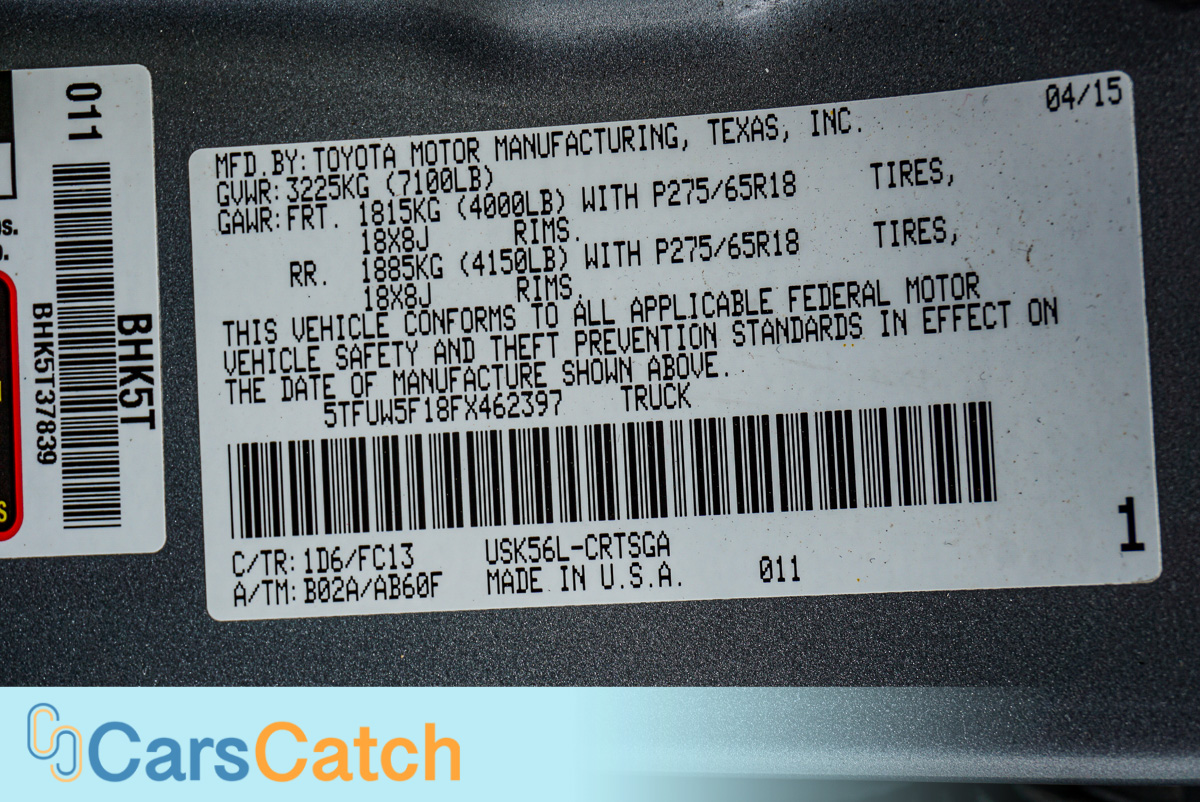 011
BHK5T
BHK5T37839
04/15
MFD.BY: TOYOTA MOTOR MANUFACTURING, TEXAS, INC.
GVWR: 3225KG (7100LB)
GAWR: FRT. 1815KG (4000LB) WITH P275/65R18 TIRES,
18X8J RIMS.
RR. 1885KG (4150LB) WITH P275/65R18 TIRES,
18X8J RIMS.
THIS VEHICLE CONFORMS TO ALL APPLICABLE FEDERAL MOTOR
VEHICLE SAFETY AND THEFT PREVENTION STANDARDS IN EFFECT ON
THE DATE OF MANUFACTURE SHOWN ABOVE.
5TFUW5F18FX462397 TRUCK
1
C/TR: 1D6/FC13 USK56L-CRTSGA
A/TM: B02A/AB60F MADE IN U.S.A. 011
CarsCatch